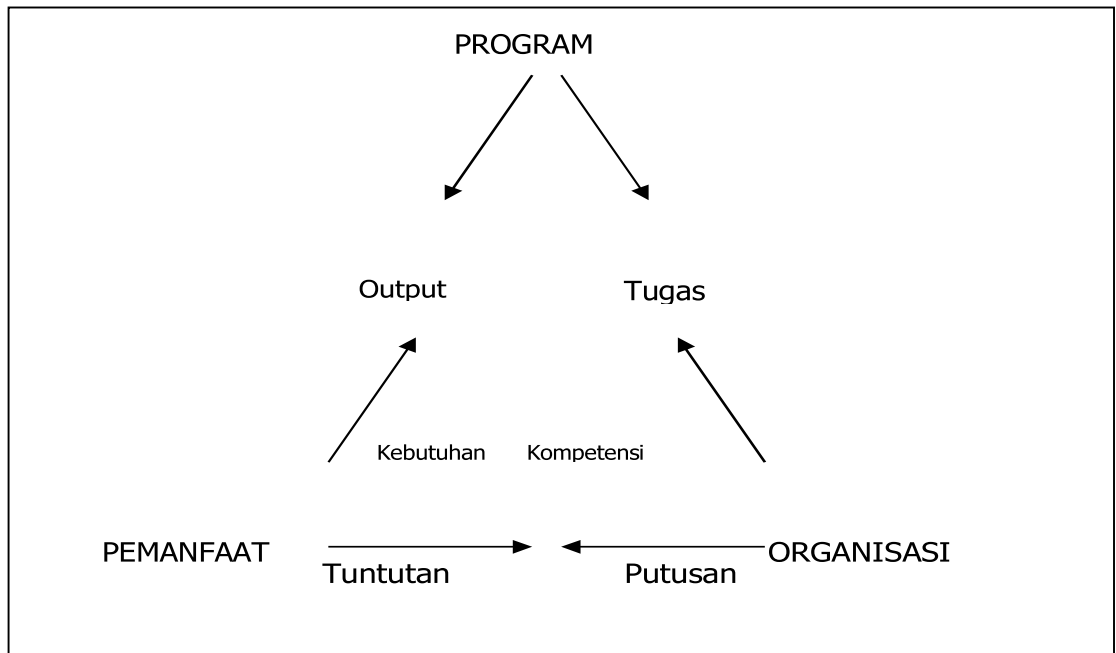 PROGRAM
Output Tugas
Kebutuhan Kompetensi
PEMANFAAT ORGANISASI
Tuntutan Putusan